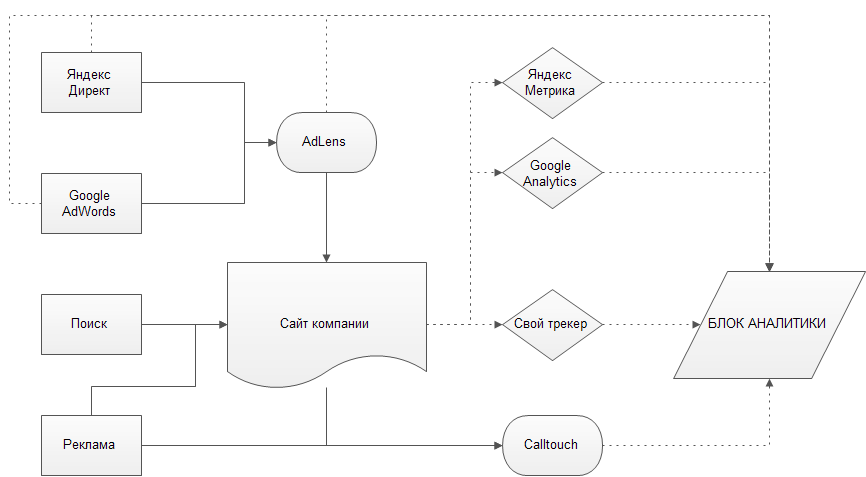 Яндекс
Директ
Яндекс
Метрика
AdLens
Google
Analytics
Google
AdWords
Поиск
Сайт компании
Свой трекер
БЛОК АНАЛИТИКИ
Реклама
Calltouch